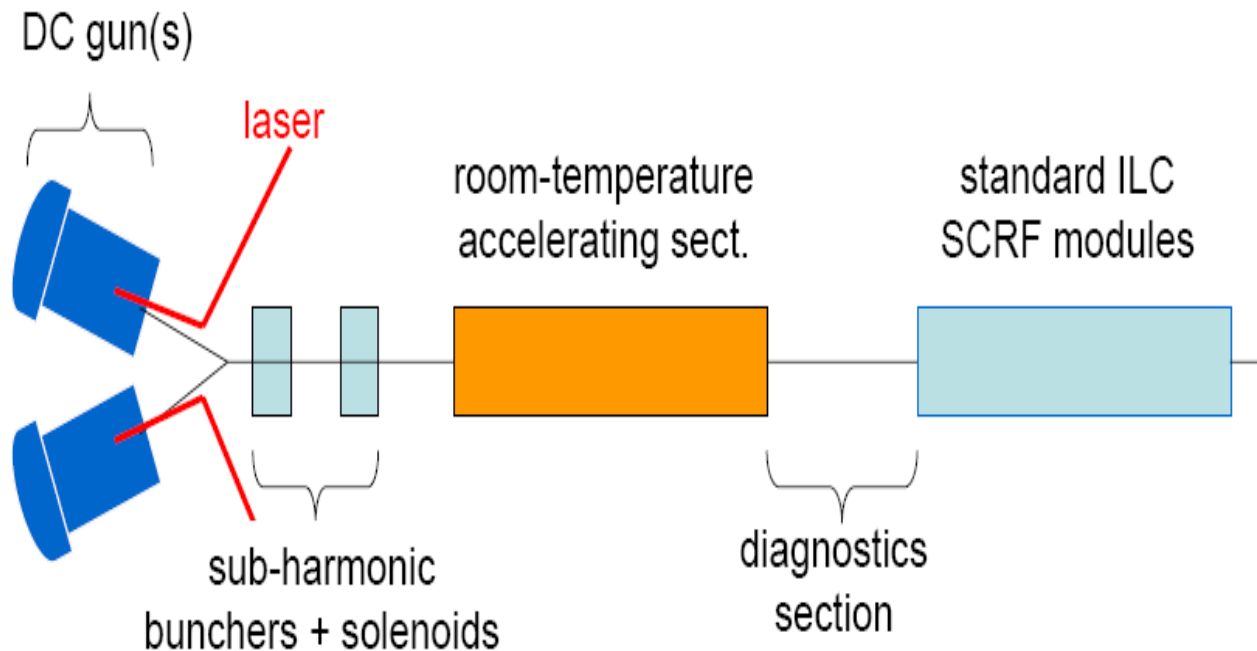 DC gun(s)
laser
room-temperature
accelerating sect.
standard ILC
SCRF modules
sub-harmonic
bunchers + solenoids
diagnostics
section